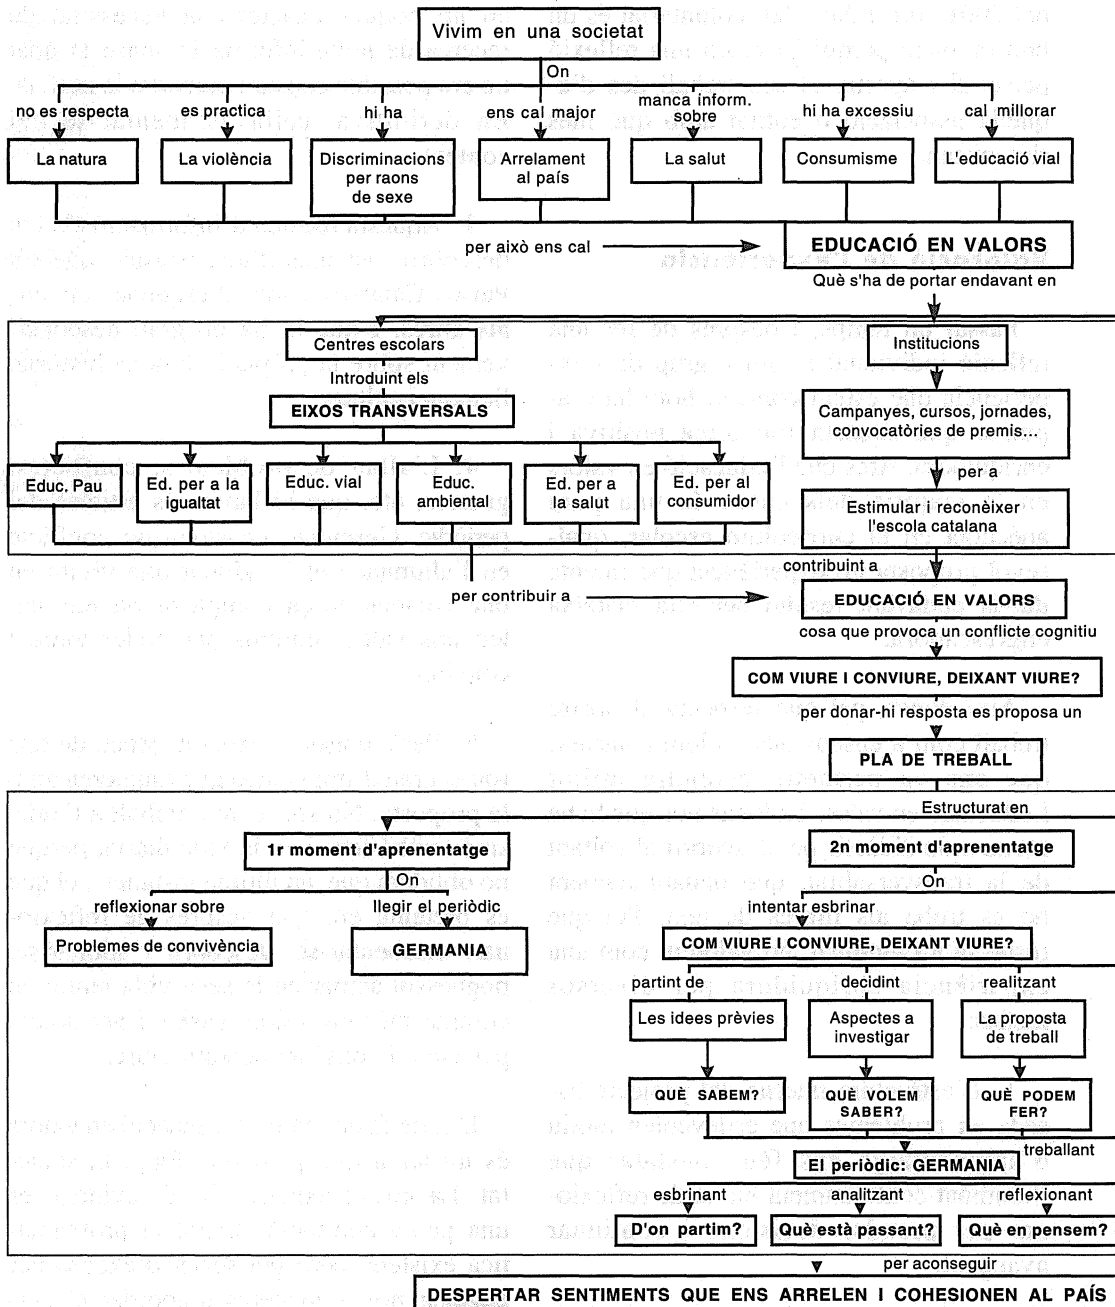 Vivim en una societat
On
no es respecta
es practica
hi ha
ens cal major
manca inform.
sobre
hi ha excessiu
cal millorar
La natura
La violència
Discriminacions
per raons
de sexe
Arrelament
al país
La salut
Consumisme
L'educació vial
per això ens cal
EDUCACIÓ EN VALORS
Què s'ha de portar endavant en
Centres escolars
Institucions
Introduint els
EIXOS TRANSVERSALS
Campanyes, cursos, jornades,
convocatòries de premis...
Educ. Pau
Ed. per a la
igualtat
Educ. vial
Educ.
ambiental
Ed. per a
la salut
Ed. per al
consumidor
per a
Estimular i reconèixer
l'escola catalana
contribuint a
per contribuir a
EDUCACIÓ EN VALORS
cosa que provoca un conflicte cognitiu
COM VIURE I CONVIURE, DEIXANT VIURE?
per donar-hi resposta es proposa un
PLA DE TREBALL
Estructurat en
1r moment d'aprenentatge
2n moment d'aprenentatge
On
On
reflexionar sobre
llegir el periòdic
intentar esbrinar
Problemes de convivència
GERMANIA
COM VIURE I CONVIURE, DEIXANT VIURE?
partint de
decidint
realitzant
Les idees prèvies
Aspectes a
investigar
La proposta
de treball
QUÈ SABEM?
QUÈ VOLEM
SABER?
QUÈ PODEM
FER?
treballant
El periòdic: GERMANIA
esbrinant
analitzant
reflexionant
D'on partim?
Què està passant?
Què en pensem?
per aconseguir
DESPERTAR SENTIMENTS QUE ENS ARRELEN I COHESIONEN AL PAÍS